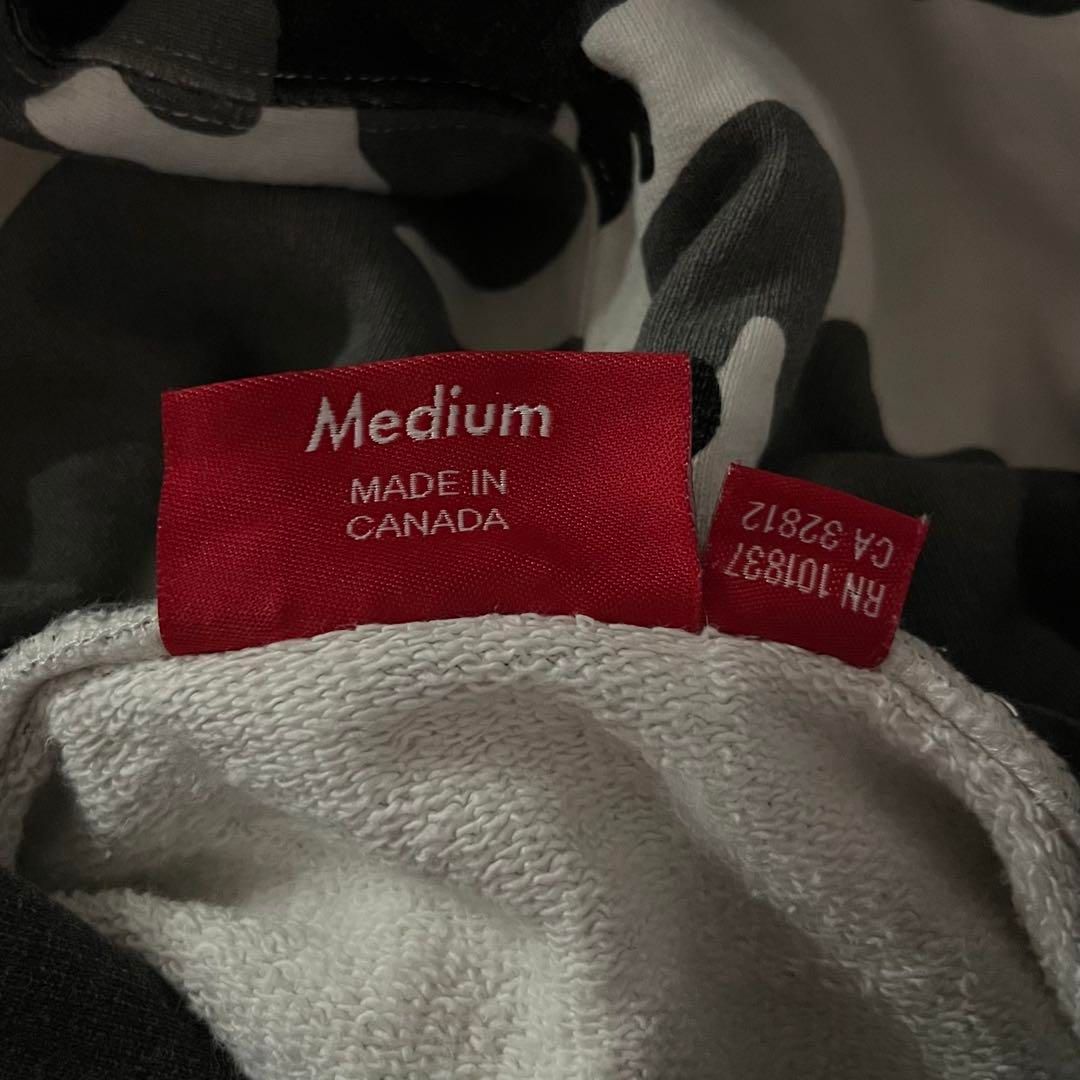 Medium
MADE IN
CANADA
RN 101837
CA 32812